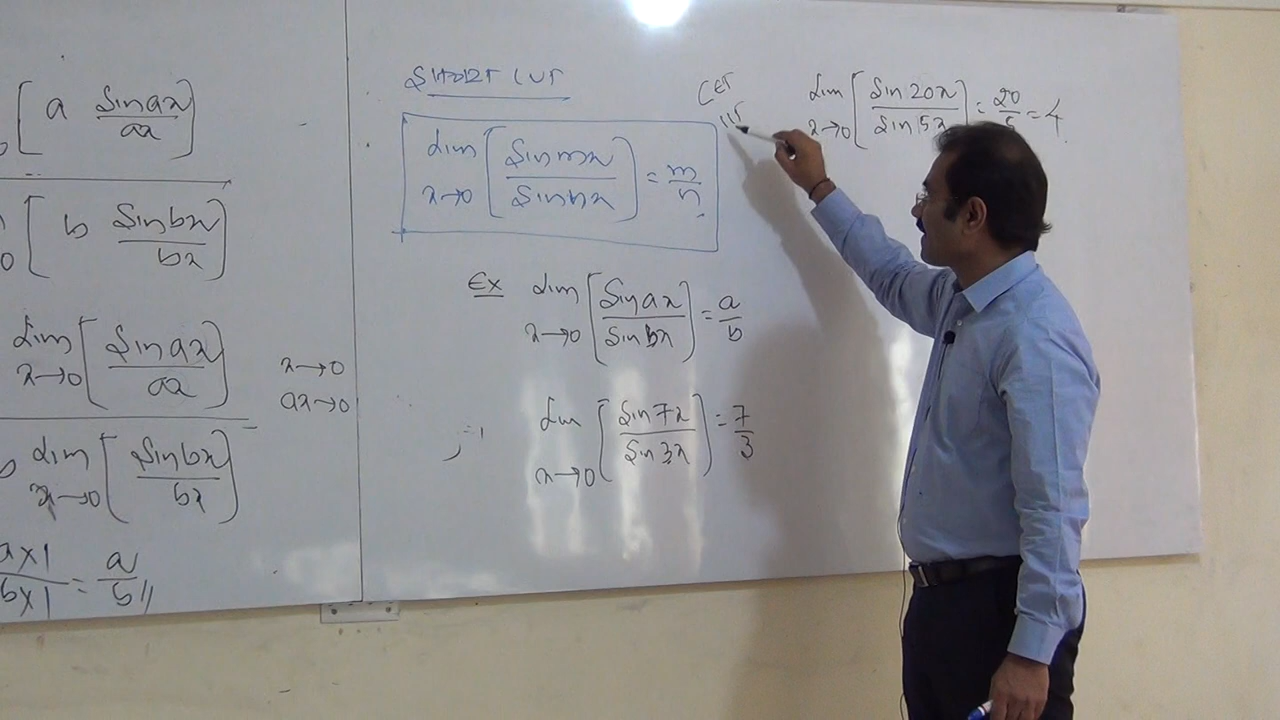 [ a Sin ax / ax ]
[ b Sin bx / bx ]
lim x→0 [ Sin ax / ax ]
x→0
ax→0
lim x→0 [ Sin bx / bx ]
a×1 / b×1 = a/b //
SHORT CUT
lim x→0 [ Sin mx / Sin nx ] = m/n
Ex lim x→0 [ Sin ax / Sin bx ] = a/b
lim x→0 [ Sin 7x / Sin 3x ] = 7/3
CET
lim x→0 [ Sin 20x / Sin 5x ] = 20/5 = 4